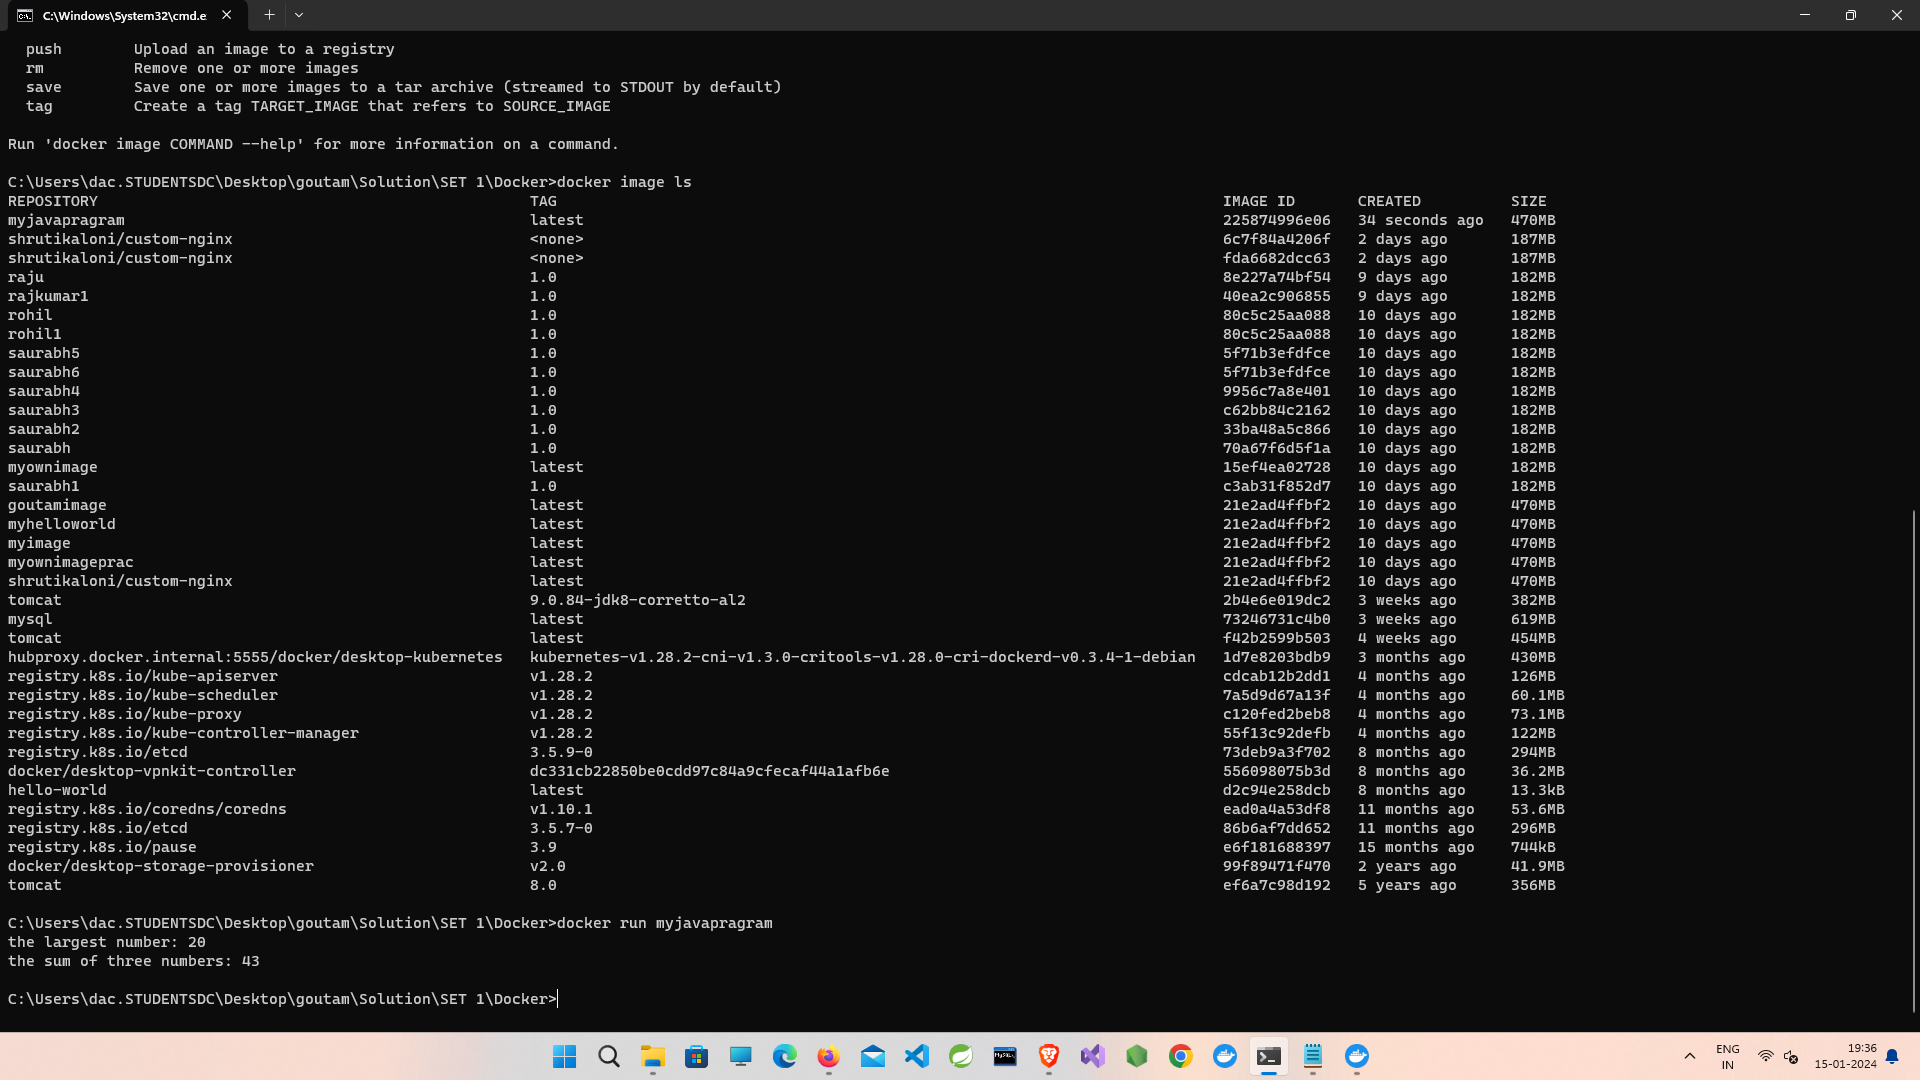 C:\Windows\System32\cmd.e
push Upload an image to a registry
rm Remove one or more images
save Save one or more images to a tar archive (streamed to STDOUT by default)
tag Create a tag TARGET_IMAGE that refers to SOURCE_IMAGE
Run 'docker image COMMAND --help' for more information on a command.
C:\Users\dac.STUDENTSDC\Desktop\goutam\Solution\SET 1\Docker>docker image ls
REPOSITORY TAG IMAGE ID CREATED SIZE
myjavapragram latest 225874996e06 34 seconds ago 470MB
shrutikaloni/custom-nginx <none> 6c7f84a4206f 2 days ago 187MB
shrutikaloni/custom-nginx <none> fda6682dcc63 2 days ago 187MB
raju 1.0 8e227a74bf54 9 days ago 182MB
rajkumar1 1.0 40ea2c906855 9 days ago 182MB
rohil 1.0 80c5c25aa088 10 days ago 182MB
rohil1 1.0 80c5c25aa088 10 days ago 182MB
saurabh5 1.0 5f71b3efdfce 10 days ago 182MB
saurabh6 1.0 5f71b3efdfce 10 days ago 182MB
saurabh4 1.0 9956c7a8e401 10 days ago 182MB
saurabh3 1.0 c62bb84c2162 10 days ago 182MB
saurabh2 1.0 33ba48a5c866 10 days ago 182MB
saurabh 1.0 70a67f6d5f1a 10 days ago 182MB
myownimage latest 15ef4ea02728 10 days ago 182MB
saurabh1 1.0 c3ab31f852d7 10 days ago 182MB
goutamimage latest 21e2ad4ffbf2 10 days ago 470MB
myhelloworld latest 21e2ad4ffbf2 10 days ago 470MB
myimage latest 21e2ad4ffbf2 10 days ago 470MB
myownimageprac latest 21e2ad4ffbf2 10 days ago 470MB
shrutikaloni/custom-nginx latest 21e2ad4ffbf2 10 days ago 470MB
tomcat 9.0.84-jdk8-corretto-al2 2b4e6e019dc2 3 weeks ago 382MB
mysql latest 73246731c4b0 3 weeks ago 619MB
tomcat latest f42b2599b503 4 weeks ago 454MB
hubproxy.docker.internal:5555/docker/desktop-kubernetes kubernetes-v1.28.2-cni-v1.3.0-critools-v1.28.0-cri-dockerd-v0.3.4-1-debian 1d7e8203bdb9 3 months ago 430MB
registry.k8s.io/kube-apiserver v1.28.2 cdcab12b2dd1 4 months ago 126MB
registry.k8s.io/kube-scheduler v1.28.2 7a5d9d67a13f 4 months ago 60.1MB
registry.k8s.io/kube-proxy v1.28.2 c120fed2beb8 4 months ago 73.1MB
registry.k8s.io/kube-controller-manager v1.28.2 55f13c92defb 4 months ago 122MB
registry.k8s.io/etcd 3.5.9-0 73deb9a3f702 8 months ago 294MB
docker/desktop-vpnkit-controller dc331cb22850be0cdd97c84a9cfecaf44a1afb6e 556098075b3d 8 months ago 36.2MB
hello-world latest d2c94e258dcb 8 months ago 13.3kB
registry.k8s.io/coredns/coredns v1.10.1 ead0a4a53df8 11 months ago 53.6MB
registry.k8s.io/etcd 3.5.7-0 86b6af7dd652 11 months ago 296MB
registry.k8s.io/pause 3.9 e6f181688397 15 months ago 744kB
docker/desktop-storage-provisioner v2.0 99f89471f470 2 years ago 41.9MB
tomcat 8.0 ef6a7c98d192 5 years ago 356MB
C:\Users\dac.STUDENTSDC\Desktop\goutam\Solution\SET 1\Docker>docker run myjavapragram
the largest number: 20
the sum of three numbers: 43
C:\Users\dac.STUDENTSDC\Desktop\goutam\Solution\SET 1\Docker>
ENG
IN
19:36
15-01-2024